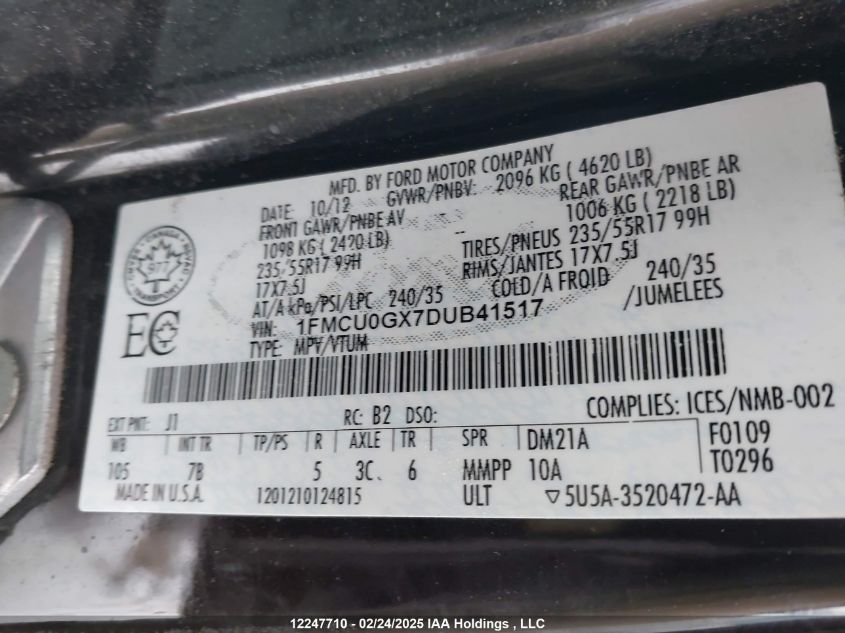 MFD. BY FORD MOTOR COMPANY
DATE: 10/12 GVWR/PNBV: 2096 KG ( 4620 LB)
FRONT GAWR/PNBE AV REAR GAWR/PNBE AR
1098 KG ( 2420 LB) 1006 KG ( 2218 LB)
235/55R17 99H TIRES/PNEUS 235/55R17 99H
17X7.5J RIMS/JANTES 17X7.5J
AT/A kPa/PSI/LPC 240/35 COLD/A FROID 240/35
VIN: 1FMCU0GX7DUB41517 /JUMELEES
TYPE: MPV/VTUM
CANADA
TRANSPORT
EC
COMPLIES: ICES/NMB-002
EXT PNT: J1 RC: B2 DSO:
WB INT TR TP/PS R AXLE TR SPR DM21A F0109
105 7B 5 3C. 6 MMPP 10A T0296
MADE IN U.S.A. 1201210124815 ULT ▽5U5A-3520472-AA
12247710 - 02/24/2025 IAA Holdings , LLC